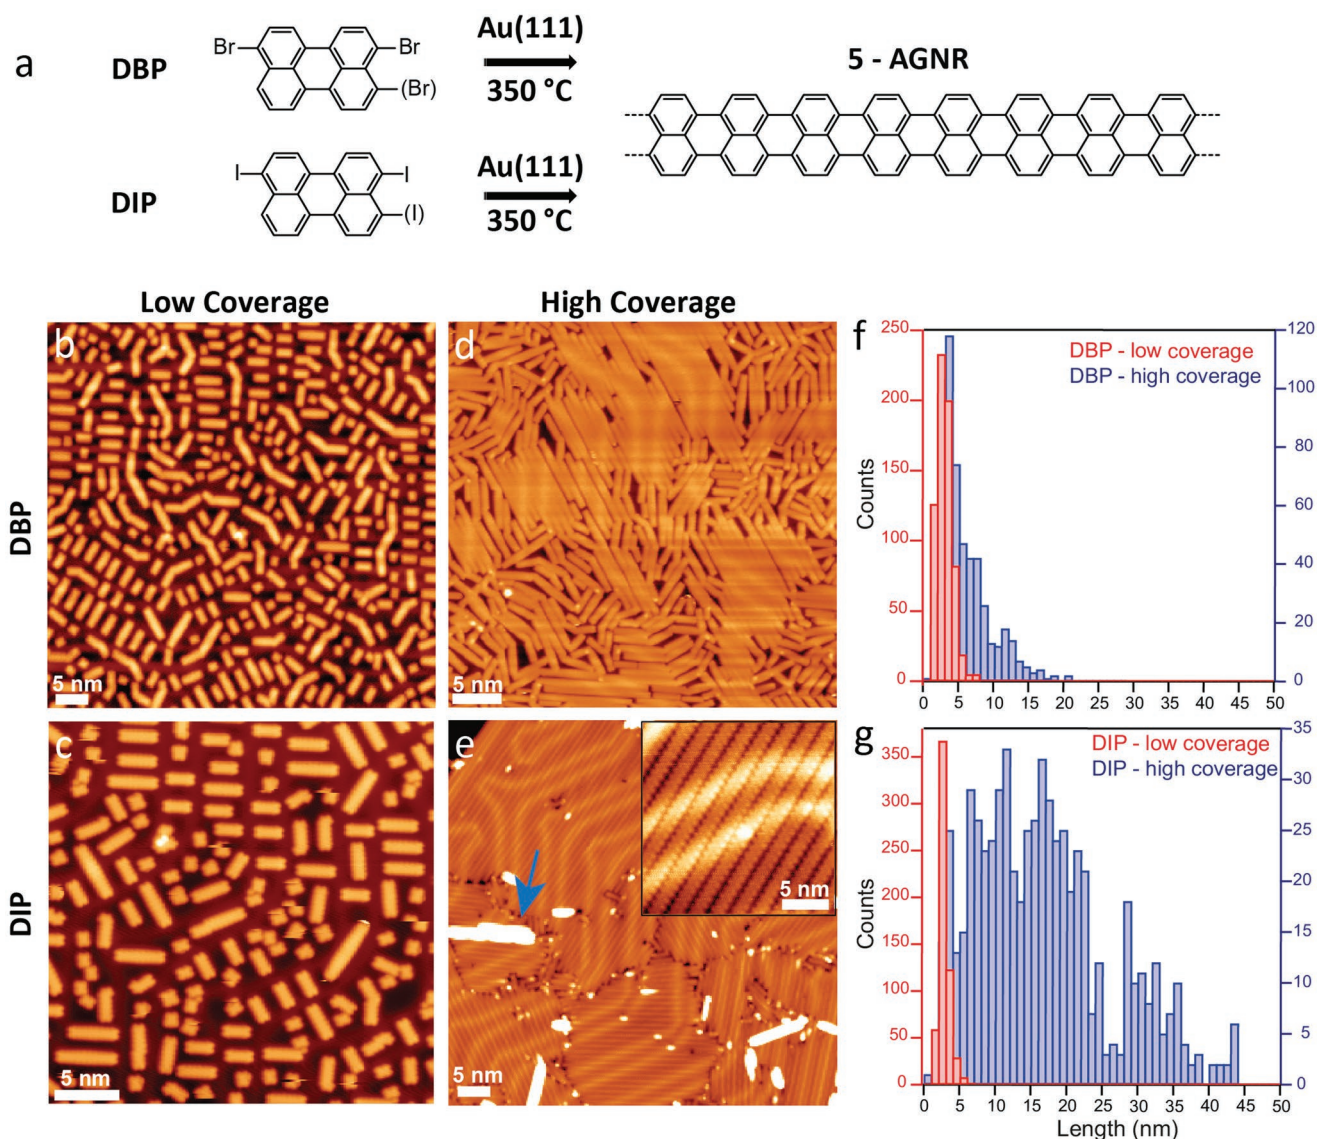 a
DBP
Br
Br
(Br)
Au(111)
350 °C
5 - AGNR
DIP
I
I
(I)
Au(111)
350 °C
Low Coverage
High Coverage
DBP
b
5 nm
d
5 nm
f
DBP - low coverage
DBP - high coverage
Counts
250
200
150
100
50
0
120
100
80
60
40
20
0
0 5 10 15 20 25 30 35 40 45 50
DIP
c
5 nm
e
5 nm
5 nm
g
DIP - low coverage
DIP - high coverage
Counts
350
300
250
200
150
100
50
0
35
30
25
20
15
10
5
0
0 5 10 15 20 25 30 35 40 45 50
Length (nm)